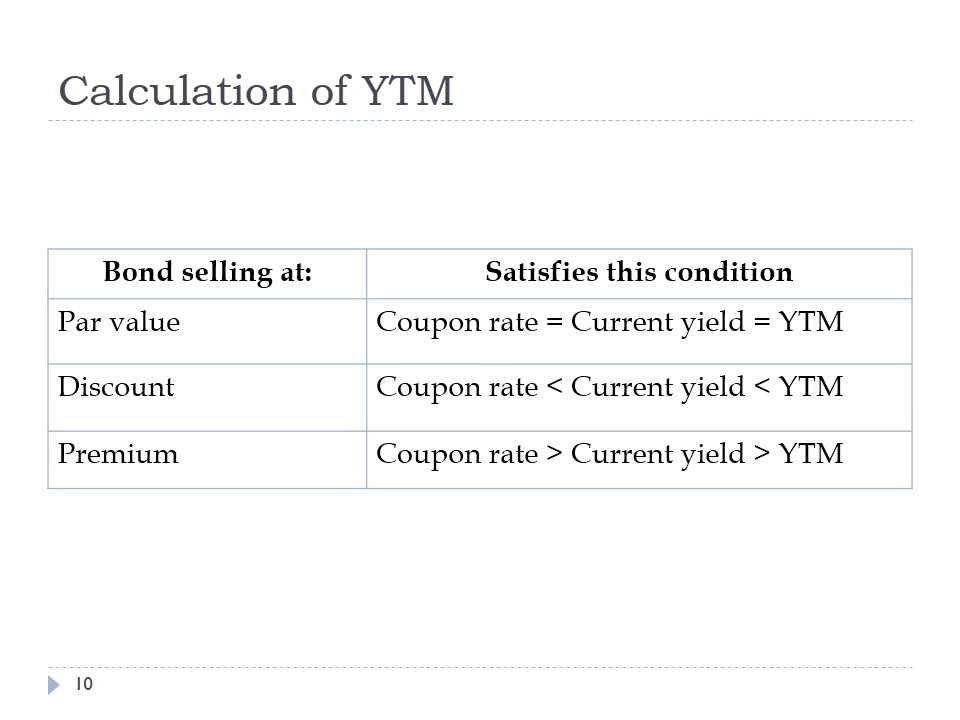 Calculation of YTM
Bond selling at: Satisfies this condition
Par value Coupon rate = Current yield = YTM
Discount Coupon rate < Current yield < YTM
Premium Coupon rate > Current yield > YTM
10